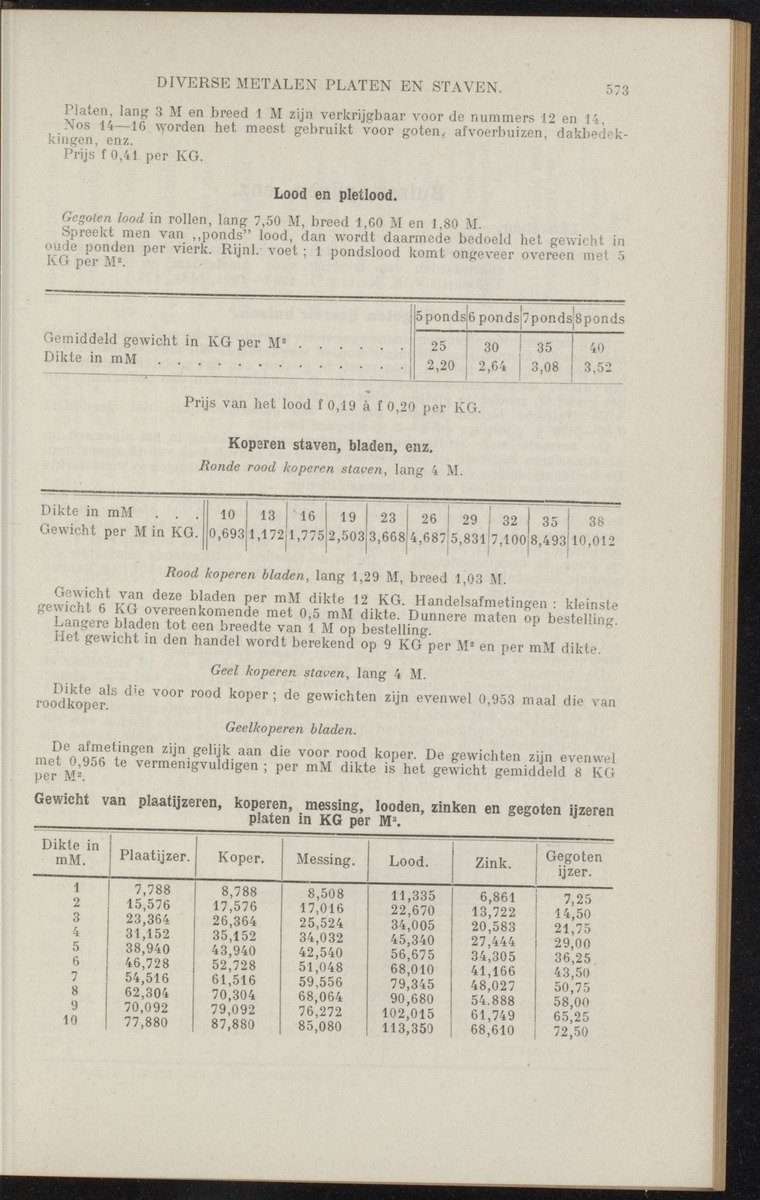 DIVERSE METALEN PLATEN EN STAVEN. 573
Platen, lang 3 M en breed 1 M zijn verkrijgbaar voor de nummers 12 en 14.
Nos 14—16 worden het meest gebruikt voor goten, afvoerbuizen, dakbedek-
kingen, enz.
Prijs f 0,41 per KG.
Lood en pletlood.
Gegoten lood in rollen, lang 7,50 M, breed 1,60 M en 1,80 M.
Spreekt men van ,,ponds" lood, dan wordt daarmede bedoeld het gewicht in
oude ponden per vierk. Rijnl. voet; 1 pondslood komt ongeveer overeen met 5
KG per M².
5 ponds 6 ponds 7 ponds 8 ponds
Gemiddeld gewicht in KG per M² . . . . . . 25 30 35 40
Dikte in mM . . . . . . . . . . . . . 2,20 2,64 3,08 3,52
Prijs van het lood f 0,19 à f 0,20 per KG.
Koperen staven, bladen, enz.
Ronde rood koperen staven, lang 4 M.
Dikte in mM . . . 10 13 16 19 23 26 29 32 35 38
Gewicht per M in KG. 0,693 1,172 1,775 2,503 3,668 4,687 5,831 7,100 8,493 10,012
Rood koperen bladen, lang 1,29 M, breed 1,03 M.
Gewicht van deze bladen per mM dikte 12 KG. Handelsafmetingen: kleinste
gewicht 6 KG overeenkomende met 0,5 mM dikte. Dunnere maten op bestelling.
Langere bladen tot een breedte van 1 M op bestelling.
Het gewicht in den handel wordt berekend op 9 KG per M² en per mM dikte.
Geel koperen staven, lang 4 M.
Dikte als die voor rood koper; de gewichten zijn evenwel 0,953 maal die van
roodkoper.
Geelkoperen bladen.
De afmetingen zijn gelijk aan die voor rood koper. De gewichten zijn evenwel
met 0,956 te vermenigvuldigen; per mM dikte is het gewicht gemiddeld 8 KG
per M².
Gewicht van plaatijzeren, koperen, messing, looden, zinken en gegoten ijzeren
platen in KG per M².
Dikte in mM. Plaatijzer. Koper. Messing. Lood. Zink. Gegoten ijzer.
1 7,788 8,788 8,508 11,335 6,861 7,25
2 15,576 17,576 17,016 22,670 13,722 14,50
3 23,364 26,364 25,524 34,005 20,583 21,75
4 31,152 35,152 34,032 45,340 27,444 29,00
5 38,940 43,940 42,540 56,675 34,305 36,25
6 46,728 52,728 51,048 68,010 41,166 43,50
7 54,516 61,516 59,556 79,345 48,027 50,75
8 62,304 70,304 68,064 90,680 54.888 58,00
9 70,092 79,092 76,272 102,015 61,749 65,25
10 77,880 87,880 85,080 113,350 68,610 72,50